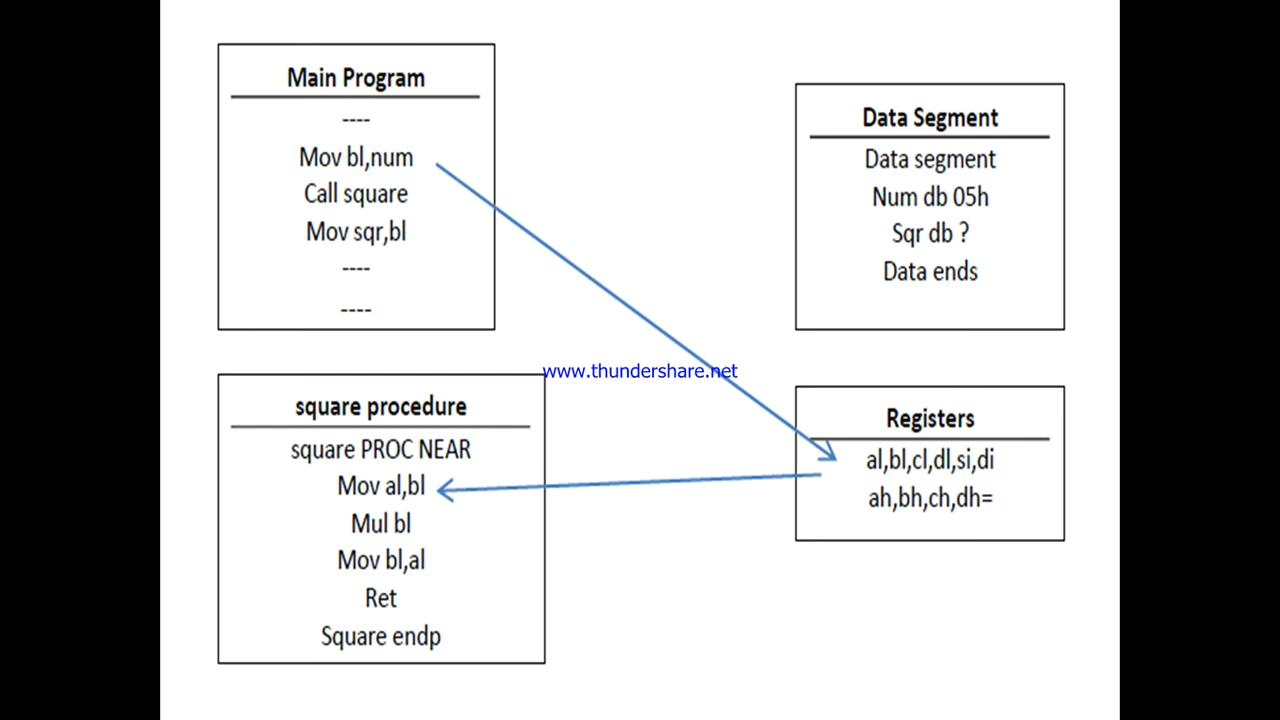 Main Program
----
Mov bl,num
Call square
Mov sqr,bl
----
----
Data Segment
Data segment
Num db 05h
Sqr db ?
Data ends
www.thundershare.net
square procedure
square PROC NEAR
Mov al,bl
Mul bl
Mov bl,al
Ret
Square endp
Registers
al,bl,cl,dl,si,di
ah,bh,ch,dh=